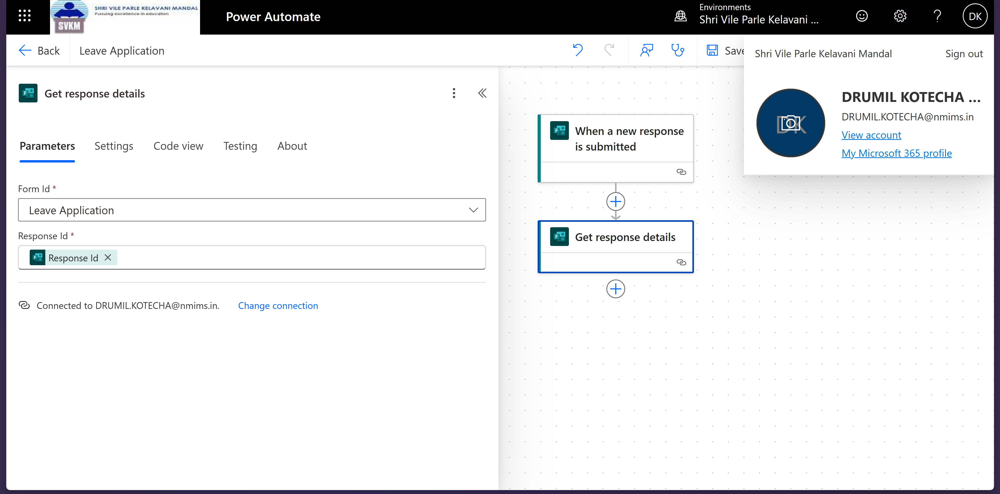 SHRI VILE PARLE KELAVANI MANDAL
Pursuing excellence in education
SVKM
Power Automate
Environments
Shri Vile Parle Kelavani ...
DK
Back
Leave Application
Save
Shri Vile Parle Kelavani Mandal
Sign out
DRUMIL KOTECHA ...
DRUMIL.KOTECHA@nmims.in
View account
My Microsoft 365 profile
DK
Get response details
Parameters
Settings
Code view
Testing
About
Form Id *
Leave Application
Response Id *
F
Response Id
Connected to DRUMIL.KOTECHA@nmims.in.
Change connection
When a new response
is submitted
Get response details